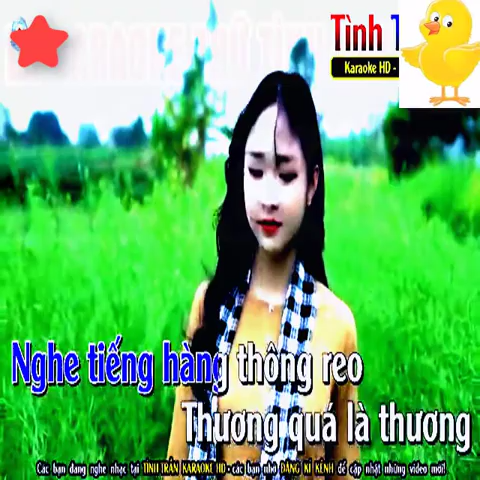 Tình T
Karaoke HD -
Nghe tiếng hàng thông reo
Thương quá là thương
Các bạn đang nghe nhạc tại TÌNH TRẦN KARAOKE HD - các bạn nhớ ĐĂNG KÍ KÊNH để cập nhật những video mới!